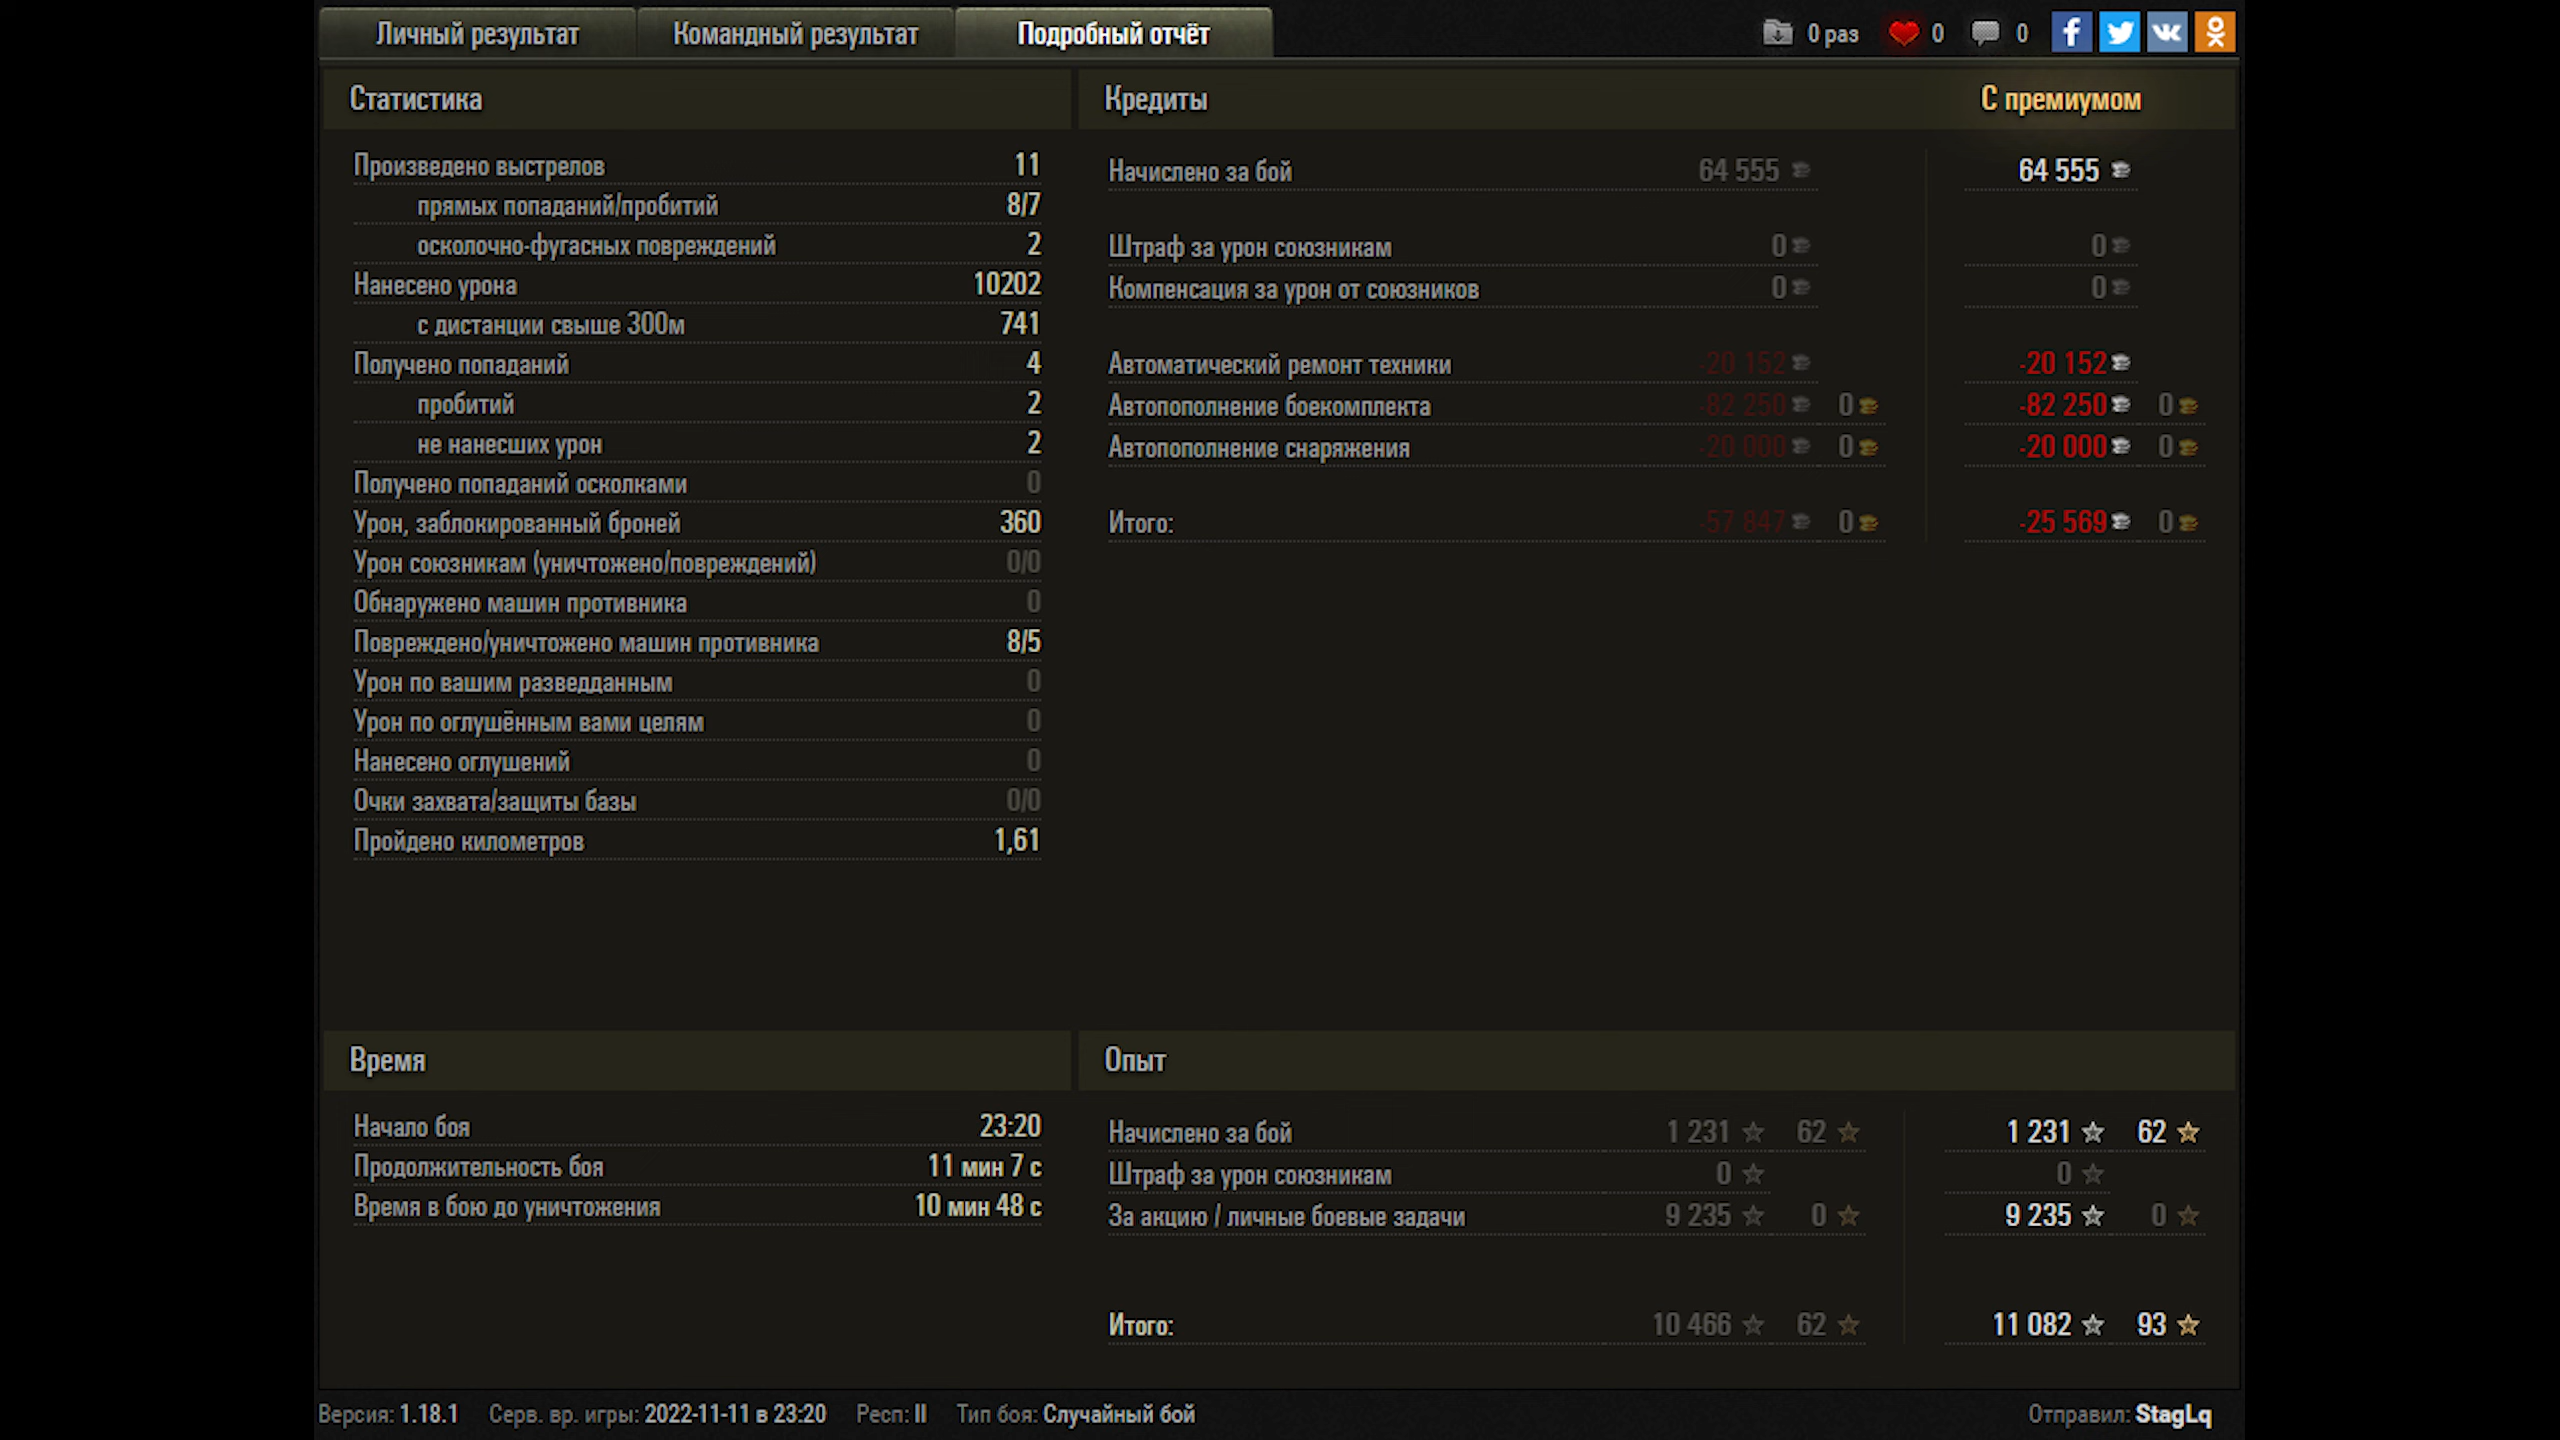 Личный результат Командный результат Подробный отчёт 0 раз 0 0
Статистика
Произведено выстрелов 11
прямых попаданий/пробитий 8/7
осколочно-фугасных повреждений 2
Нанесено урона 10202
с дистанции свыше 300м 741
Получено попаданий 4
пробитий 2
не нанесших урон 2
Получено попаданий осколками 0
Урон, заблокированный броней 360
Урон союзникам (уничтожено/повреждений) 0/0
Обнаружено машин противника 0
Повреждено/уничтожено машин противника 8/5
Урон по вашим разведданным 0
Урон по оглушённым вами целям 0
Нанесено оглушений 0
Очки захвата/защиты базы 0/0
Пройдено километров 1,61
Кредиты С премиумом
Начислено за бой 64 555 64 555
Штраф за урон союзникам 0 0
Компенсация за урон от союзников 0 0
Автоматический ремонт техники -20 152 -20 152
Автопополнение боекомплекта -82 250 0 -82 250 0
Автопополнение снаряжения -20 000 0 -20 000 0
Итого: -57 847 0 -25 569 0
Время
Начало боя 23:20
Продолжительность боя 11 мин 7 с
Время в бою до уничтожения 10 мин 48 с
Опыт
Начислено за бой 1 231 62 1 231 62
Штраф за урон союзникам 0 0
За акцию / личные боевые задачи 9 235 0 9 235 0
Итого: 10 466 62 11 082 93
Версия: 1.18.1 Серв. вр. игры: 2022-11-11 в 23:20 Респ: II Тип боя: Случайный бой Отправил: StagLq